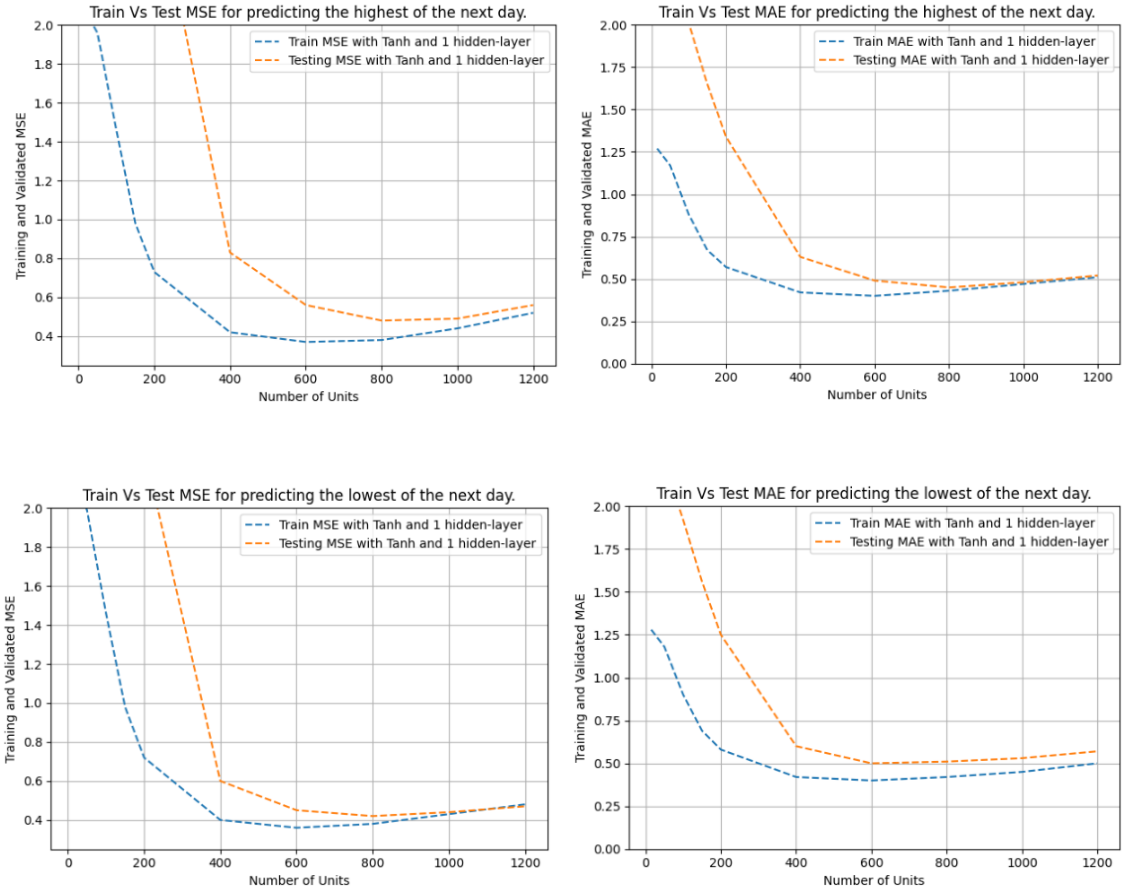 Train Vs Test MSE for predicting the highest of the next day.
2.0
1.8
1.6
1.4
1.2
1.0
0.8
0.6
0.4
Training and Validated MSE
Train MSE with Tanh and 1 hidden-layer
Testing MSE with Tanh and 1 hidden-layer
0 200 400 600 800 1000 1200
Number of Units
Train Vs Test MAE for predicting the highest of the next day.
2.00
1.75
1.50
1.25
1.00
0.75
0.50
0.25
0.00
Training and Validated MAE
Train MAE with Tanh and 1 hidden-layer
Testing MAE with Tanh and 1 hidden-layer
0 200 400 600 800 1000 1200
Number of Units
Train Vs Test MSE for predicting the lowest of the next day.
2.0
1.8
1.6
1.4
1.2
1.0
0.8
0.6
0.4
Training and Validated MSE
Train MSE with Tanh and 1 hidden-layer
Testing MSE with Tanh and 1 hidden-layer
0 200 400 600 800 1000 1200
Number of Units
Train Vs Test MAE for predicting the lowest of the next day.
2.00
1.75
1.50
1.25
1.00
0.75
0.50
0.25
0.00
Training and Validated MAE
Train MAE with Tanh and 1 hidden-layer
Testing MAE with Tanh and 1 hidden-layer
0 200 400 600 800 1000 1200
Number of Units